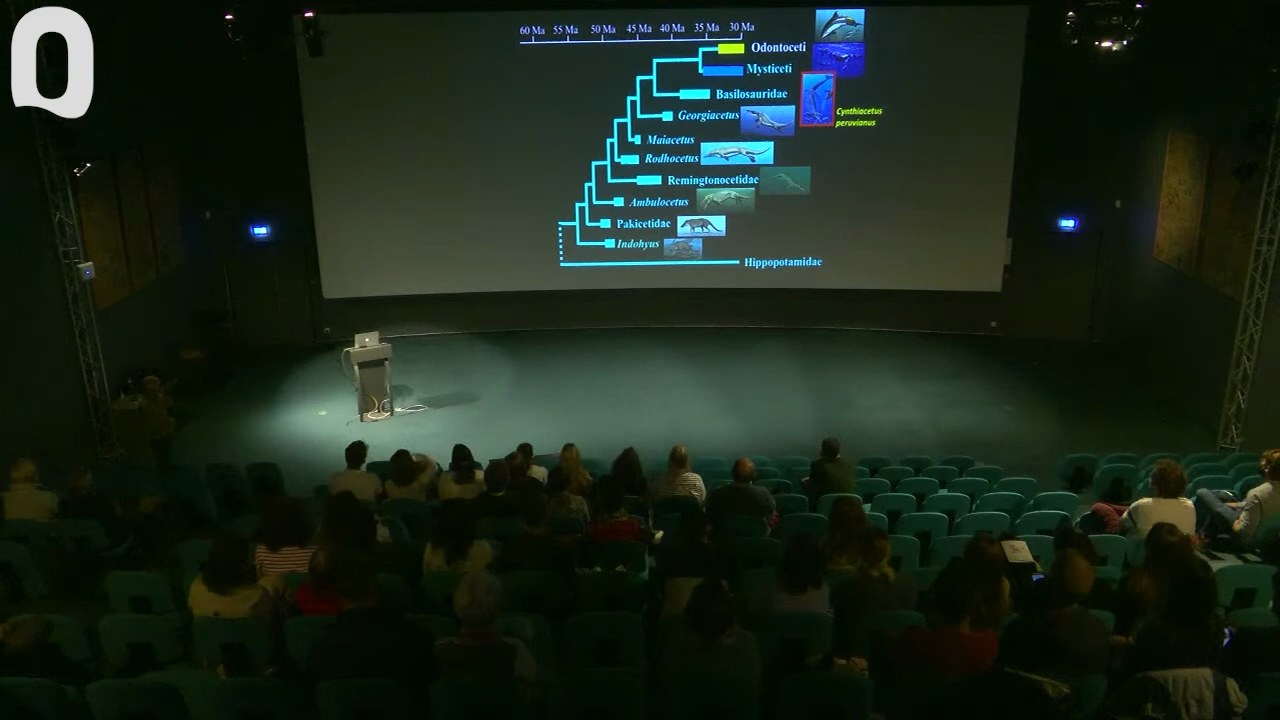 Q
60 Ma 55 Ma 50 Ma 45 Ma 40 Ma 35 Ma 30 Ma
Odontoceti
Mysticeti
Basilosauridae
Georgiacetus
Cynthiacetus
peruvianus
Maiacetus
Rodhocetus
Remingtonocetidae
Ambulocetus
Pakicetidae
Indohyus
Hippopotamidae